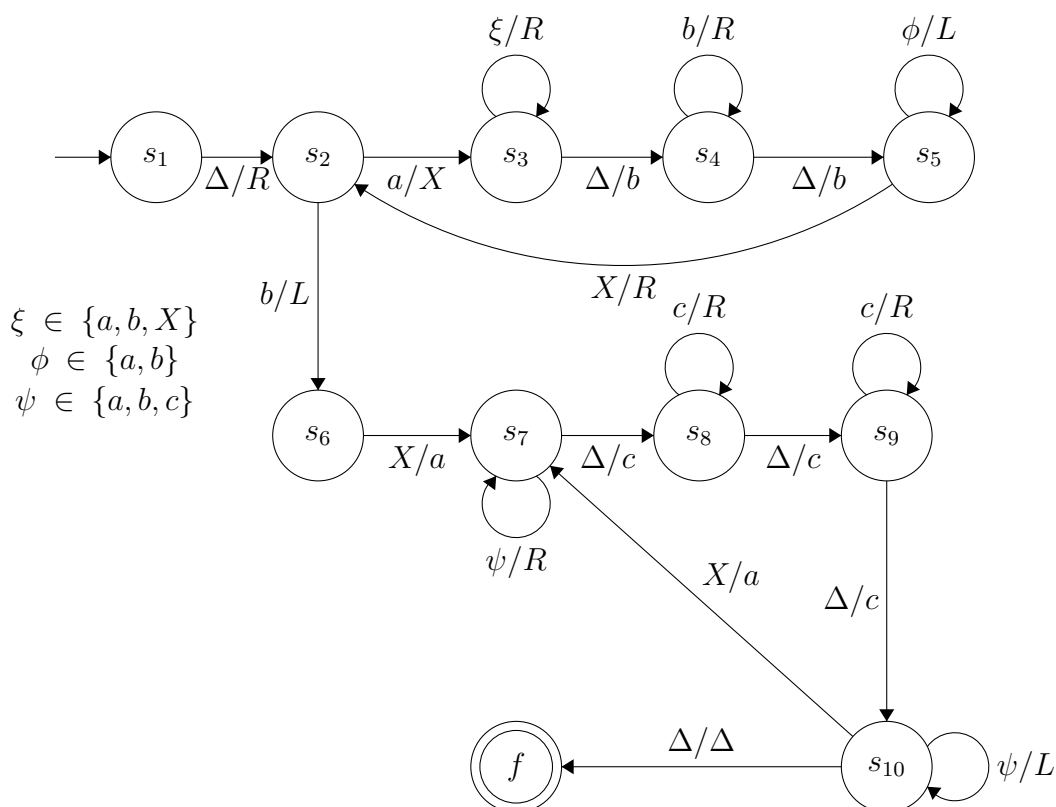 ξ/R
b/R
ϕ/L
s₁
Δ/R
s₂
a/X
s₃
Δ/b
s₄
Δ/b
s₅
X/R
b/L
ξ ∈ {a, b, X}
ϕ ∈ {a, b}
ψ ∈ {a, b, c}
c/R
c/R
s₆
X/a
s₇
Δ/c
s₈
Δ/c
s₉
ψ/R
X/a
Δ/c
f
Δ/Δ
s₁₀
ψ/L